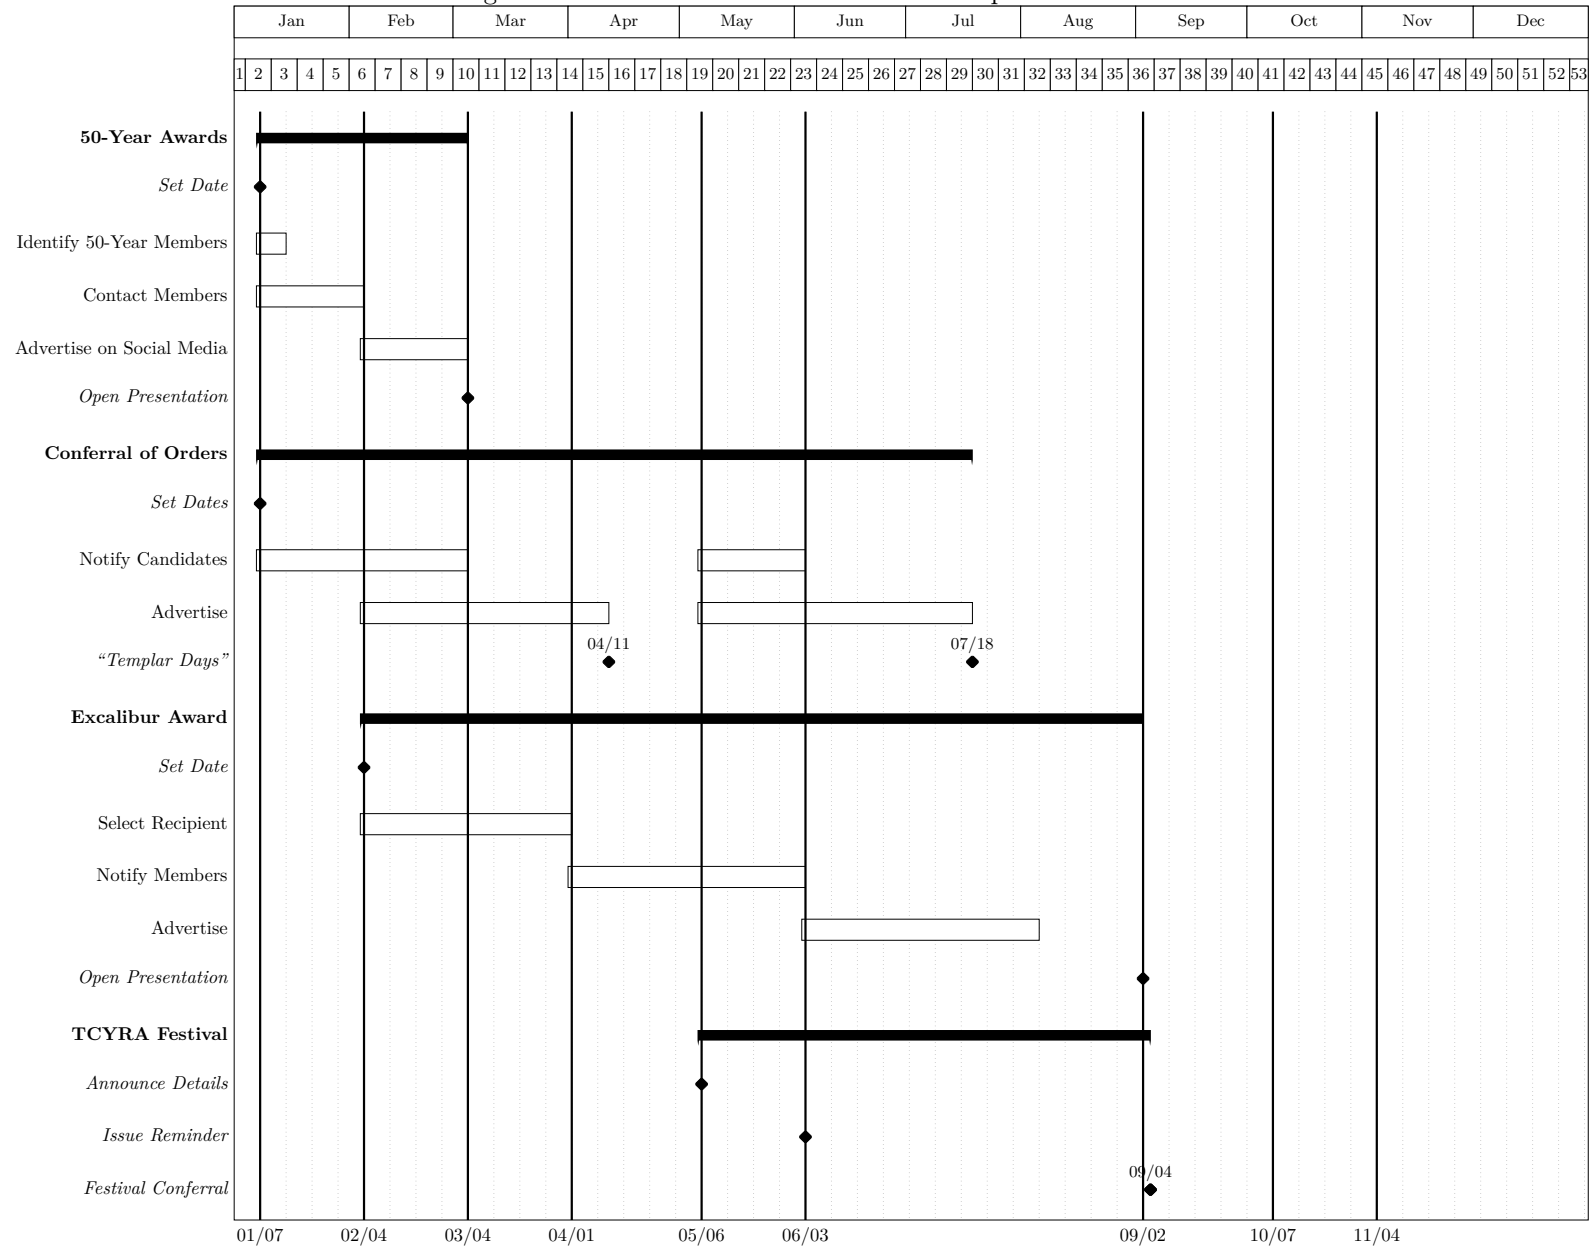 Jan Feb Mar Apr May Jun Jul Aug Sep Oct Nov Dec
1 2 3 4 5 6 7 8 9 10 11 12 13 14 15 16 17 18 19 20 21 22 23 24 25 26 27 28 29 30 31 32 33 34 35 36 37 38 39 40 41 42 43 44 45 46 47 48 49 50 51 52 53
50-Year Awards
Set Date
Identify 50-Year Members
Contact Members
Advertise on Social Media
Open Presentation
Conferral of Orders
Set Dates
Notify Candidates
Advertise
04/11 07/18
“Templar Days”
Excalibur Award
Set Date
Select Recipient
Notify Members
Advertise
Open Presentation
TCYRA Festival
Announce Details
Issue Reminder
09/04
Festival Conferral
01/07 02/04 03/04 04/01 05/06 06/03 09/02 10/07 11/04